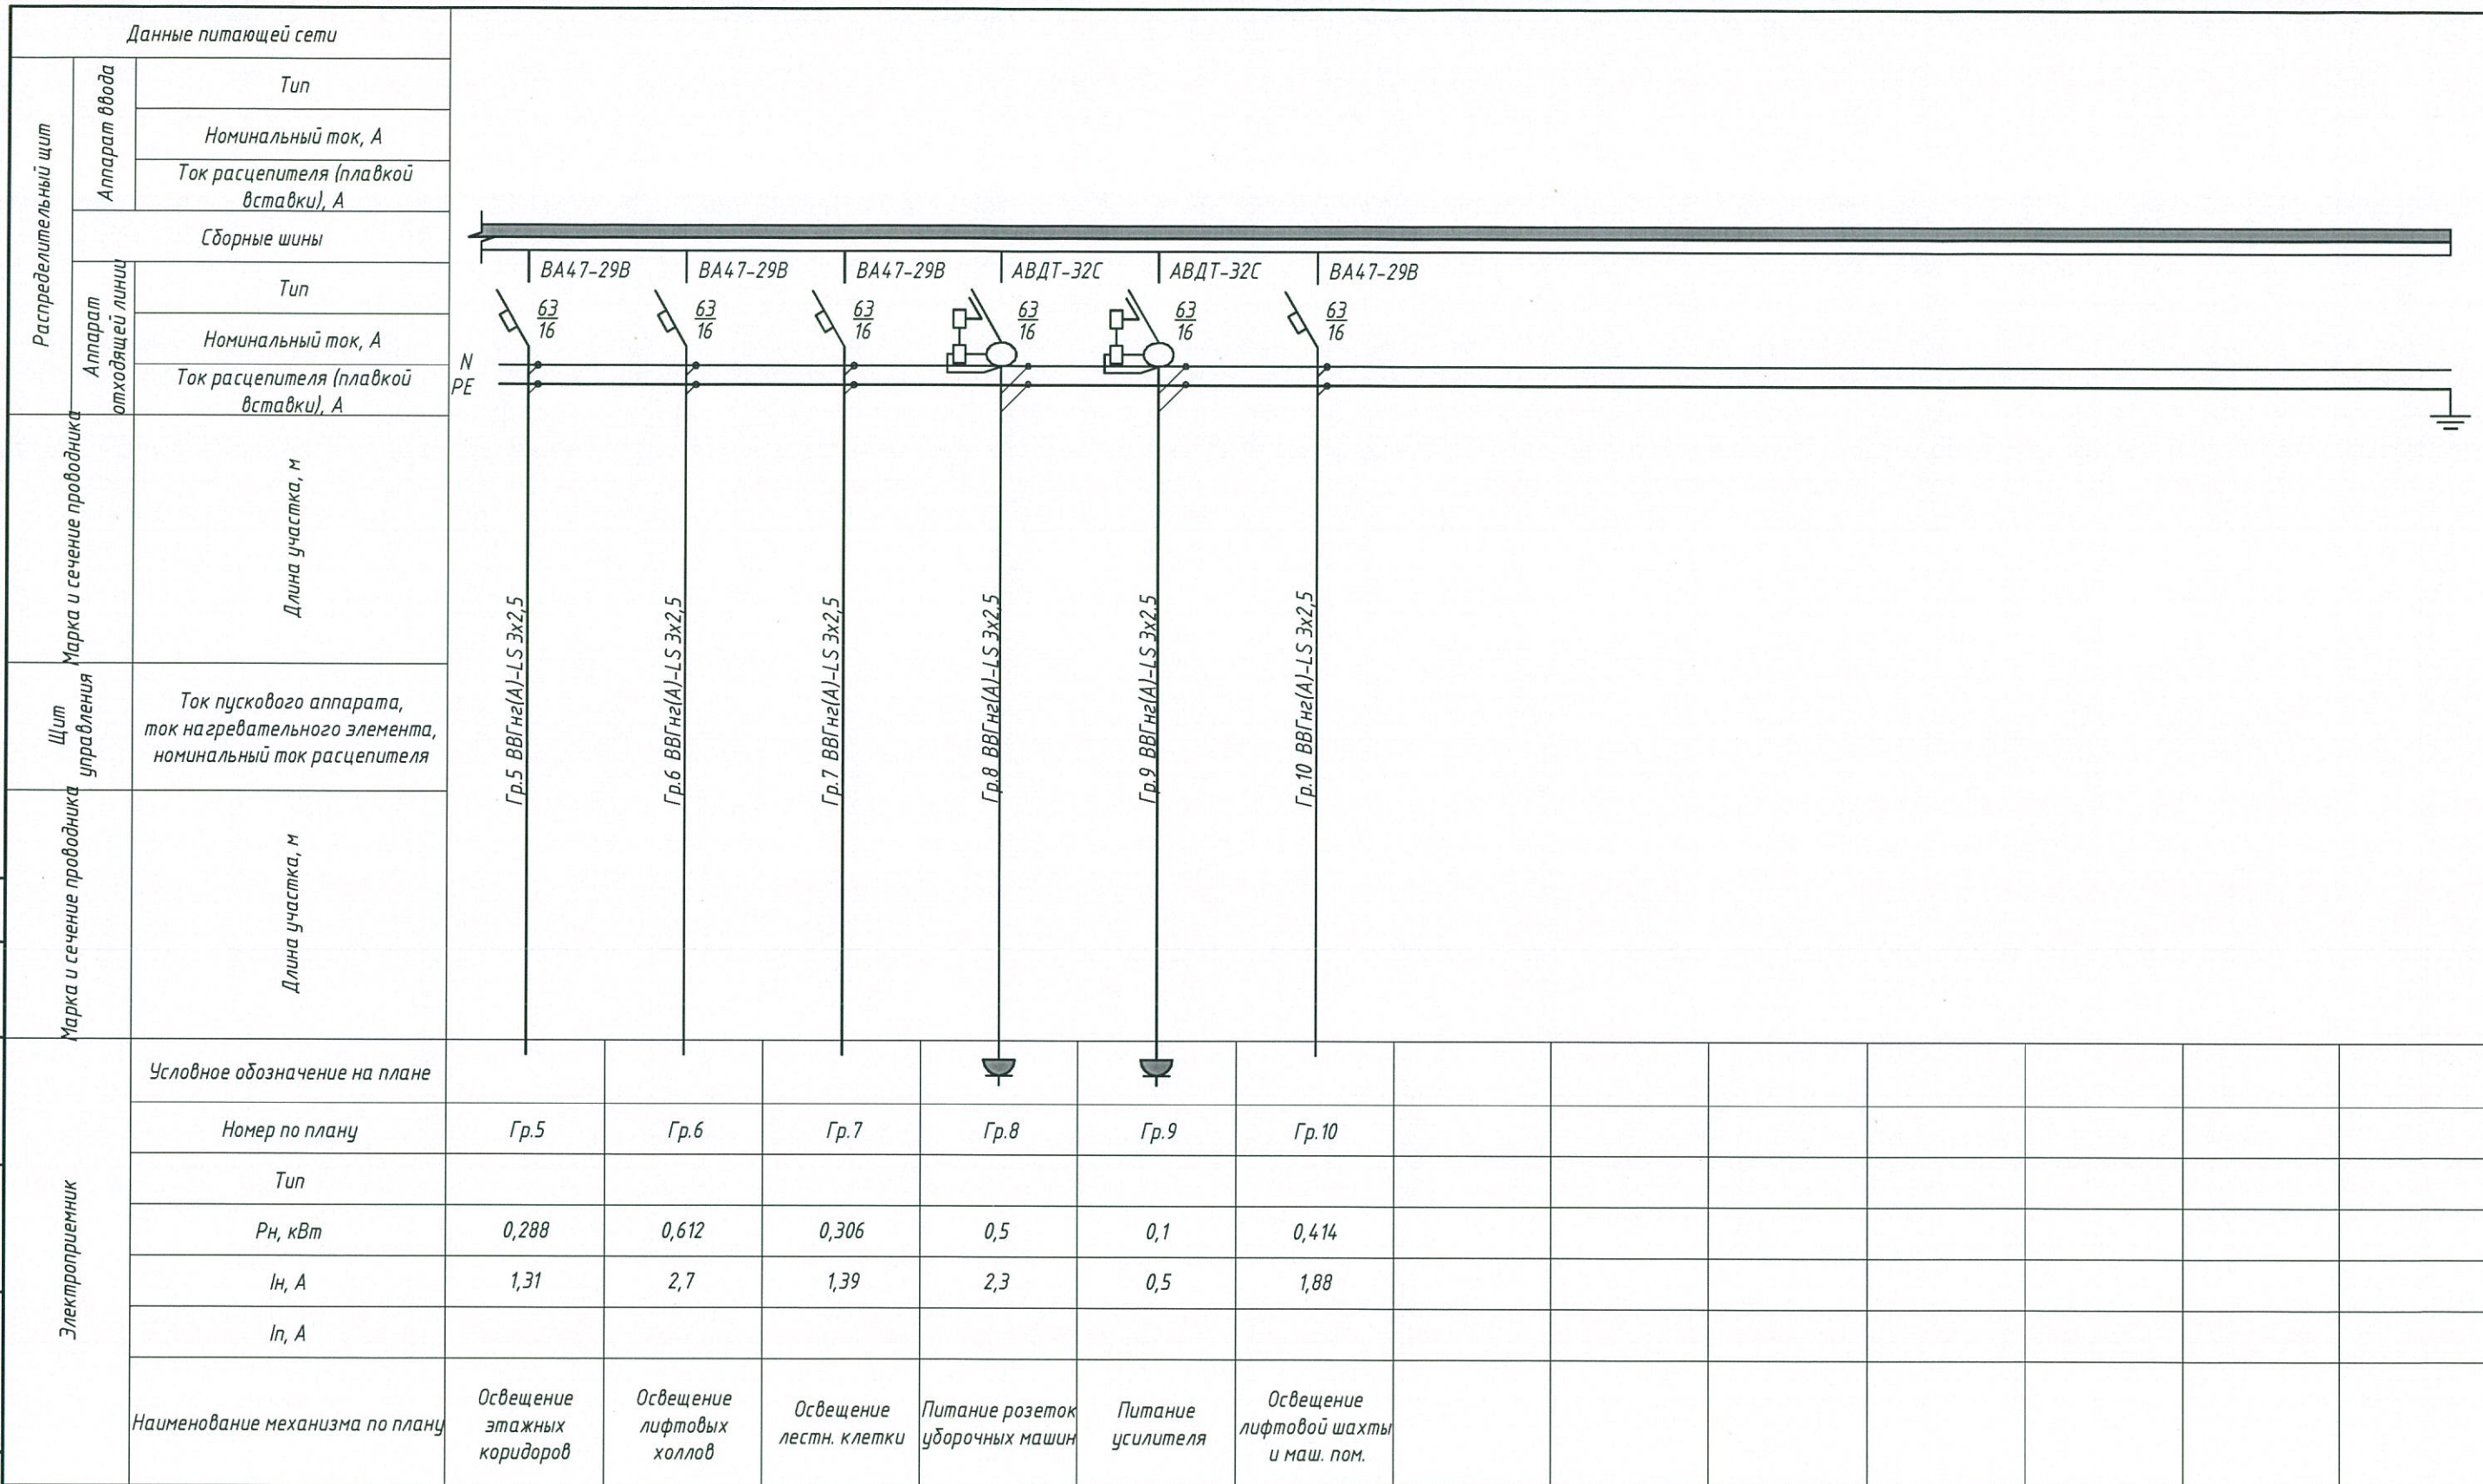 Данные питающей сети
Распределительный щит
Аппарат ввода
Тип
Номинальный ток, А
Ток расцепителя (плавкой
вставки), А
Сборные шины
Аппарат
отходящей линии
Тип
Номинальный ток, А
Ток расцепителя (плавкой
вставки), А
ВА47-29В
63
16
ВА47-29В
63
16
ВА47-29В
63
16
АВДТ-32С
63
16
АВДТ-32С
63
16
ВА47-29В
63
16
N
PE
Марка и сечение проводника
Длина участка, м
Щит
управления
Ток пускового аппарата,
ток нагревательного элемента,
номинальный ток расцепителя
Марка и сечение проводника
Длина участка, м
Гр.5 ВВГнг(А)-LS 3х2,5
Гр.6 ВВГнг(А)-LS 3х2,5
Гр.7 ВВГнг(А)-LS 3х2,5
Гр.8 ВВГнг(А)-LS 3х2,5
Гр.9 ВВГнг(А)-LS 3х2,5
Гр.10 ВВГнг(А)-LS 3х2,5
Электроприемник
Условное обозначение на плане
Номер по плану Гр.5 Гр.6 Гр.7 Гр.8 Гр.9 Гр.10
Тип
Рн, кВт 0,288 0,612 0,306 0,5 0,1 0,414
Iн, А 1,31 2,7 1,39 2,3 0,5 1,88
Iп, А
Наименование механизма по плану
Освещение
этажных
коридоров
Освещение
лифтовых
холлов
Освещение
лестн. клетки
Питание розеток
уборочных машин
Питание
усилителя
Освещение
лифтовой шахты
и маш. пом.